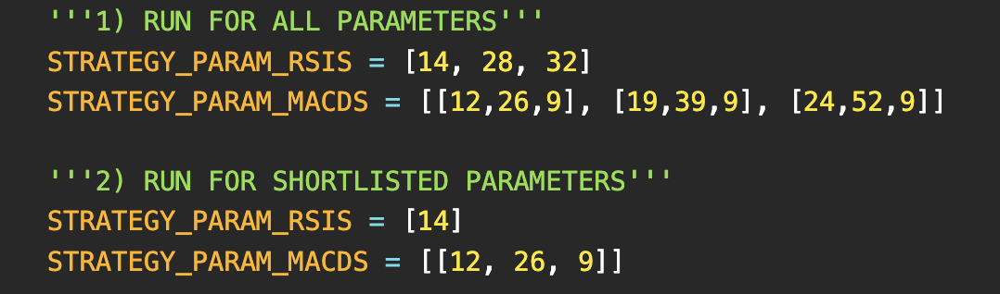 '''1) RUN FOR ALL PARAMETERS'''
STRATEGY_PARAM_RSIS = [14, 28, 32]
STRATEGY_PARAM_MACDS = [[12,26,9], [19,39,9], [24,52,9]]
'''2) RUN FOR SHORTLISTED PARAMETERS'''
STRATEGY_PARAM_RSIS = [14]
STRATEGY_PARAM_MACDS = [[12, 26, 9]]